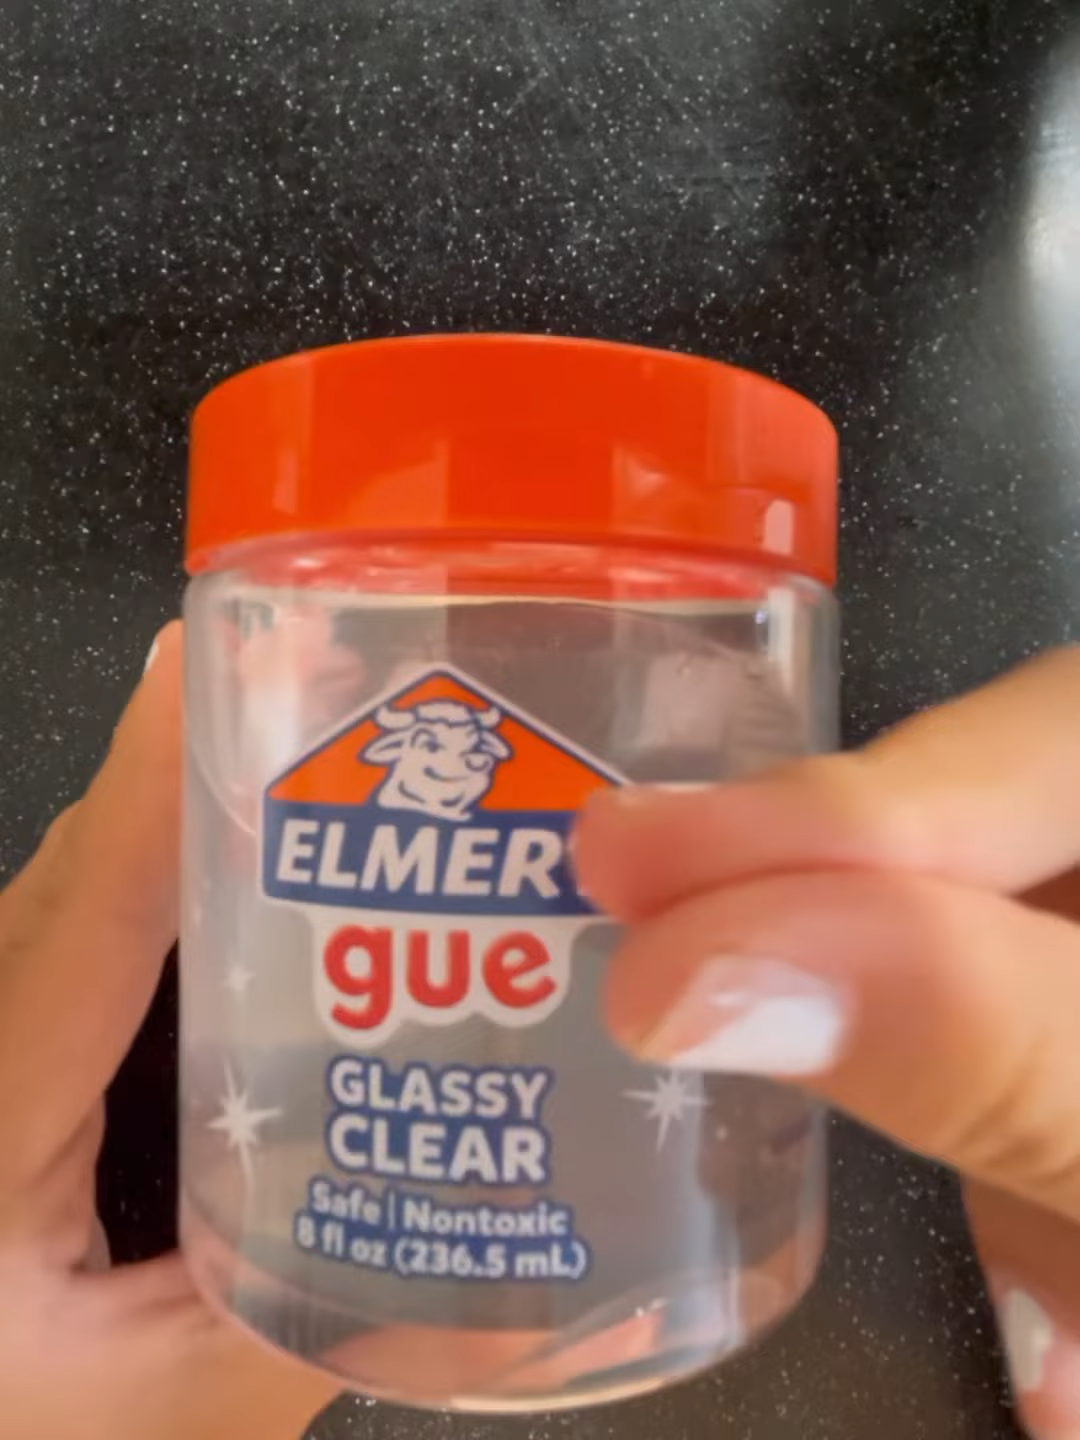 ELMER'
gue
GLASSY
CLEAR
Safe | Nontoxic
8 fl oz (236.5 mL)